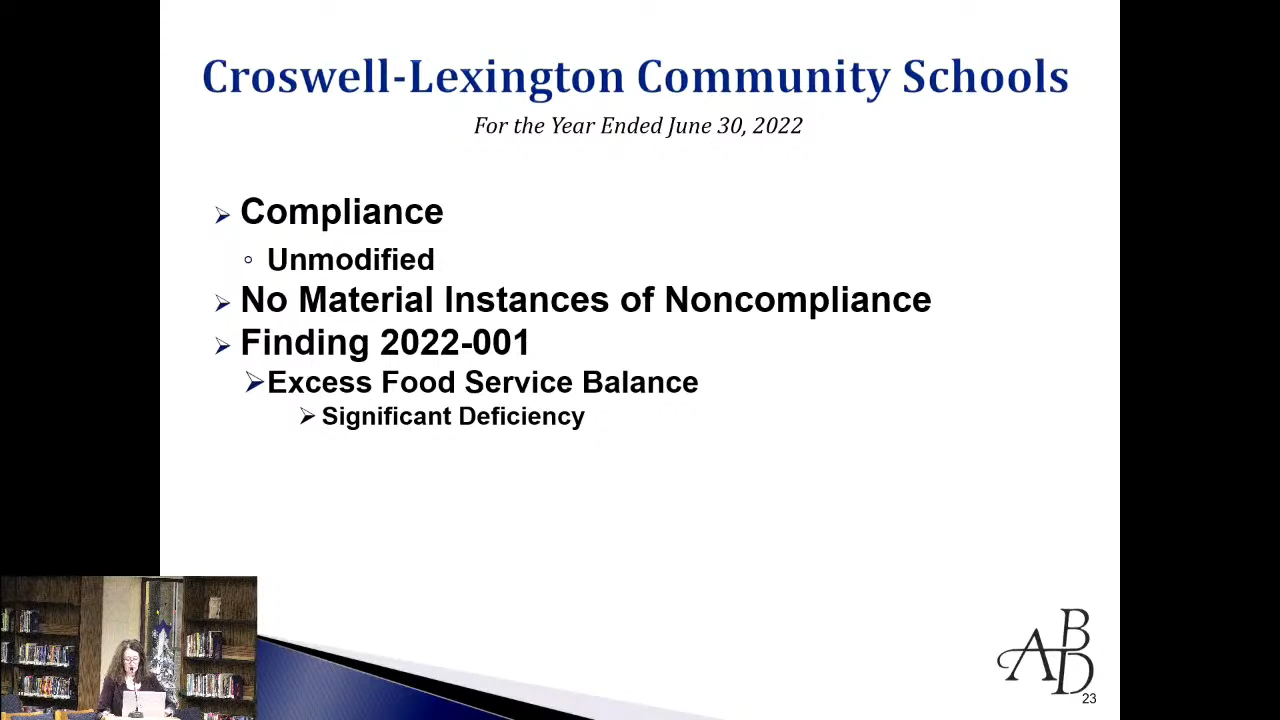 Croswell-Lexington Community Schools
For the Year Ended June 30, 2022
Compliance
Unmodified
No Material Instances of Noncompliance
Finding 2022-001
Excess Food Service Balance
Significant Deficiency
ABD
23